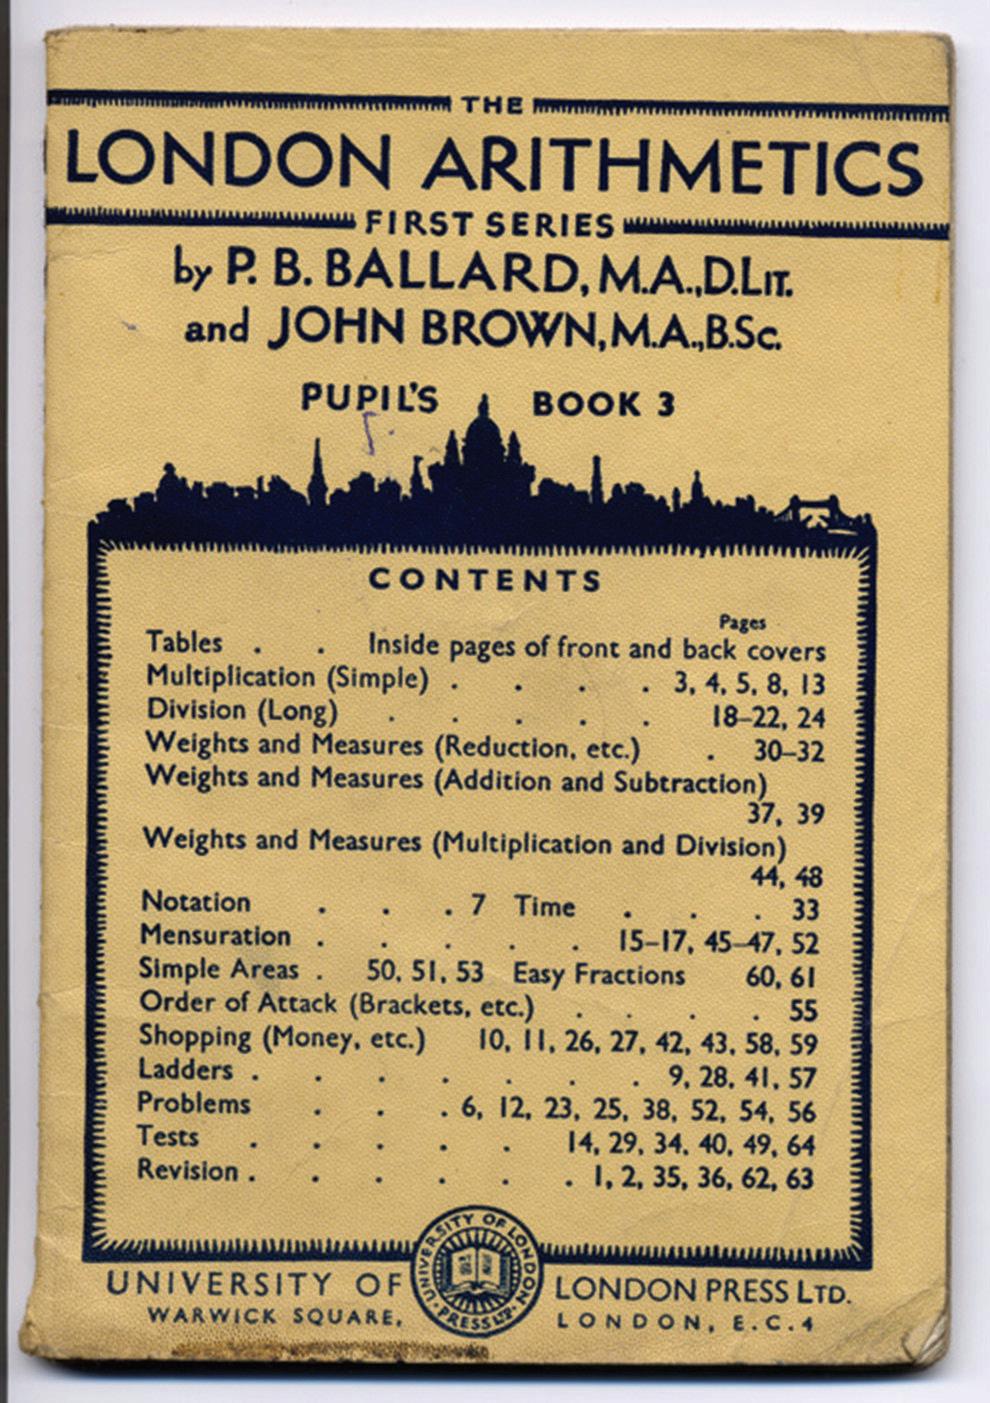 THE
LONDON ARITHMETICS
FIRST SERIES
by P. B. BALLARD, M.A., D.LIT.
and JOHN BROWN, M.A., B.Sc.
PUPIL'S BOOK 3
CONTENTS
Pages
Tables . . Inside pages of front and back covers
Multiplication (Simple) . . . . 3, 4, 5, 8, 13
Division (Long) . . . . . 18–22, 24
Weights and Measures (Reduction, etc.) . 30–32
Weights and Measures (Addition and Subtraction)
37, 39
Weights and Measures (Multiplication and Division)
44, 48
Notation . . . 7 Time . . . 33
Mensuration . . . . . 15–17, 45–47, 52
Simple Areas . 50, 51, 53 Easy Fractions 60, 61
Order of Attack (Brackets, etc.) . . . . 55
Shopping (Money, etc.) 10, 11, 26, 27, 42, 43, 58, 59
Ladders . . . . . . . 9, 28, 41, 57
Problems . . . 6, 12, 23, 25, 38, 52, 54, 56
Tests . . . . . 14, 29, 34, 40, 49, 64
Revision . . . . . . 1, 2, 35, 36, 62, 63
UNIVERSITY OF LONDON PRESS LTD.
WARWICK SQUARE, LONDON, E.C.4
UNIVERSITY OF LONDON
PRESS LTD